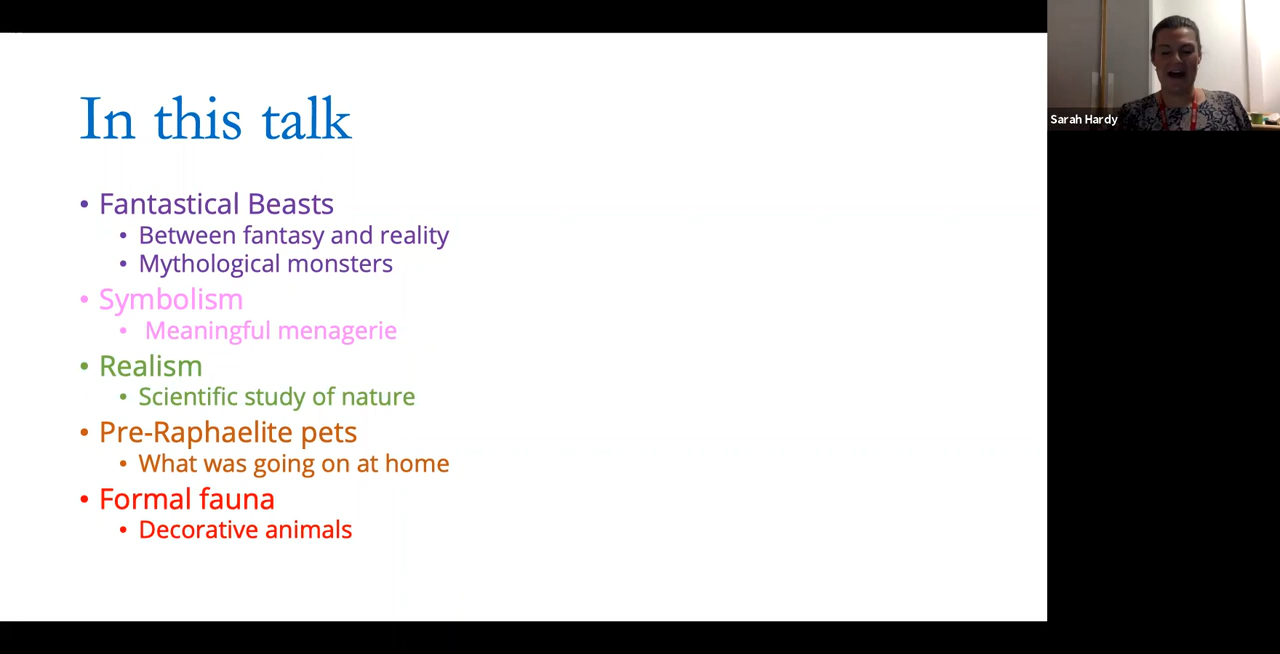 In this talk
• Fantastical Beasts
• Between fantasy and reality
• Mythological monsters
• Symbolism
• Meaningful menagerie
• Realism
• Scientific study of nature
• Pre-Raphaelite pets
• What was going on at home
• Formal fauna
• Decorative animals
Sarah Hardy